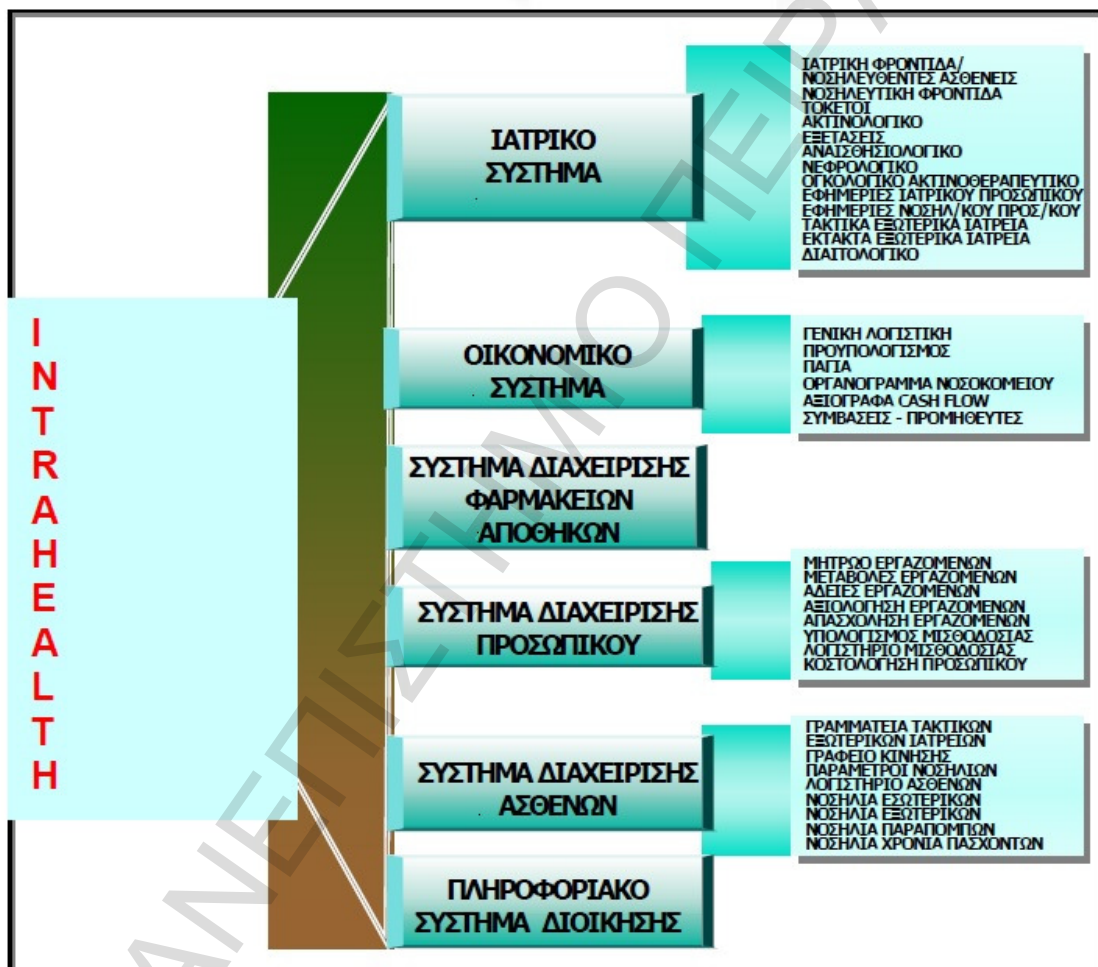 INTRAHEALTH
ΙΑΤΡΙΚΟ
ΣΥΣΤΗΜΑ
ΙΑΤΡΙΚΗ ΦΡΟΝΤΙΔΑ/
ΝΟΣΗΛΕΥΘΕΝΤΕΣ ΑΣΘΕΝΕΙΣ
ΝΟΣΗΛΕΥΤΙΚΗ ΦΡΟΝΤΙΔΑ
ΤΟΚΕΤΟΙ
ΑΚΤΙΝΟΛΟΓΙΚΟ
ΕΞΕΤΑΣΕΙΣ
ΑΝΑΙΣΘΗΣΙΟΛΟΓΙΚΟ
ΝΕΦΡΟΛΟΓΙΚΟ
ΟΓΚΟΛΟΓΙΚΟ ΑΚΤΙΝΟΘΕΡΑΠΕΥΤΙΚΟ
ΕΦΗΜΕΡΙΕΣ ΙΑΤΡΙΚΟΥ ΠΡΟΣΩΠΙΚΟΥ
ΕΦΗΜΕΡΙΕΣ ΝΟΣΗΛ/ΚΟΥ ΠΡΟΣ/ΚΟΥ
ΤΑΚΤΙΚΑ ΕΞΩΤΕΡΙΚΑ ΙΑΤΡΕΙΑ
ΕΚΤΑΚΤΑ ΕΞΩΤΕΡΙΚΑ ΙΑΤΡΕΙΑ
ΔΙΑΙΤΟΛΟΓΙΚΟ
ΟΙΚΟΝΟΜΙΚΟ
ΣΥΣΤΗΜΑ
ΓΕΝΙΚΗ ΛΟΓΙΣΤΙΚΗ
ΠΡΟΥΠΟΛΟΓΙΣΜΟΣ
ΠΑΓΙΑ
ΟΡΓΑΝΟΓΡΑΜΜΑ ΝΟΣΟΚΟΜΕΙΟΥ
ΑΞΙΟΓΡΑΦΑ CASH FLOW
ΣΥΜΒΑΣΕΙΣ - ΠΡΟΜΗΘΕΥΤΕΣ
ΣΥΣΤΗΜΑ ΔΙΑΧΕΙΡΙΣΗΣ
ΦΑΡΜΑΚΕΙΩΝ
ΑΠΟΘΗΚΩΝ
ΣΥΣΤΗΜΑ ΔΙΑΧΕΙΡΙΣΗΣ
ΠΡΟΣΩΠΙΚΟΥ
ΜΗΤΡΩΟ ΕΡΓΑΖΟΜΕΝΩΝ
ΜΕΤΑΒΟΛΕΣ ΕΡΓΑΖΟΜΕΝΩΝ
ΑΔΕΙΕΣ ΕΡΓΑΖΟΜΕΝΩΝ
ΑΞΙΟΛΟΓΗΣΗ ΕΡΓΑΖΟΜΕΝΩΝ
ΑΠΑΣΧΟΛΗΣΗ ΕΡΓΑΖΟΜΕΝΩΝ
ΥΠΟΛΟΓΙΣΜΟΣ ΜΙΣΘΟΔΟΣΙΑΣ
ΛΟΓΙΣΤΗΡΙΟ ΜΙΣΘΟΔΟΣΙΑΣ
ΚΟΣΤΟΛΟΓΗΣΗ ΠΡΟΣΩΠΙΚΟΥ
ΣΥΣΤΗΜΑ ΔΙΑΧΕΙΡΙΣΗΣ
ΑΣΘΕΝΩΝ
ΓΡΑΜΜΑΤΕΙΑ ΤΑΚΤΙΚΩΝ
ΕΞΩΤΕΡΙΚΩΝ ΙΑΤΡΕΙΩΝ
ΓΡΑΦΕΙΟ ΚΙΝΗΣΗΣ
ΠΑΡΑΜΕΤΡΟΙ ΝΟΣΗΛΙΩΝ
ΛΟΓΙΣΤΗΡΙΟ ΑΣΘΕΝΩΝ
ΝΟΣΗΛΙΑ ΕΣΩΤΕΡΙΚΩΝ
ΝΟΣΗΛΙΑ ΕΞΩΤΕΡΙΚΩΝ
ΝΟΣΗΛΙΑ ΠΑΡΑΠΟΜΠΩΝ
ΝΟΣΗΛΙΑ ΧΡΟΝΙΑ ΠΑΣΧΟΝΤΩΝ
ΠΛΗΡΟΦΟΡΙΑΚΟ
ΣΥΣΤΗΜΑ ΔΙΟΙΚΗΣΗΣ